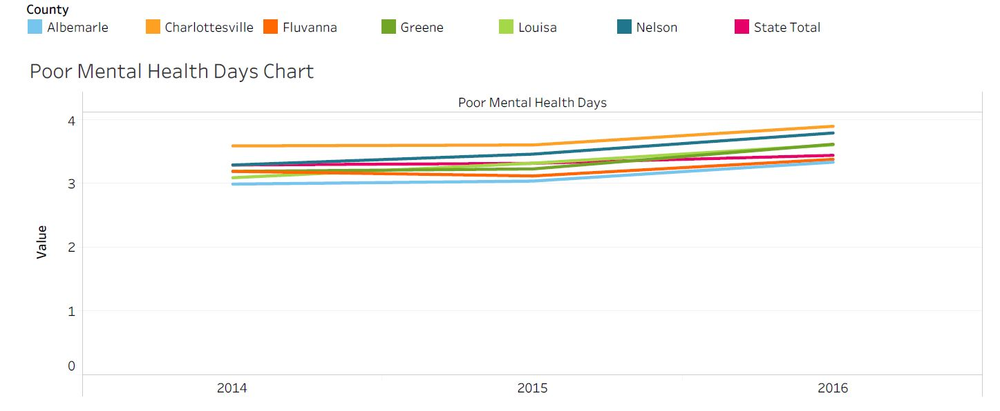 County
Albemarle Charlottesville Fluvanna Greene Louisa Nelson State Total
Poor Mental Health Days Chart
Poor Mental Health Days
4
3
2
1
0
Value
2014 2015 2016